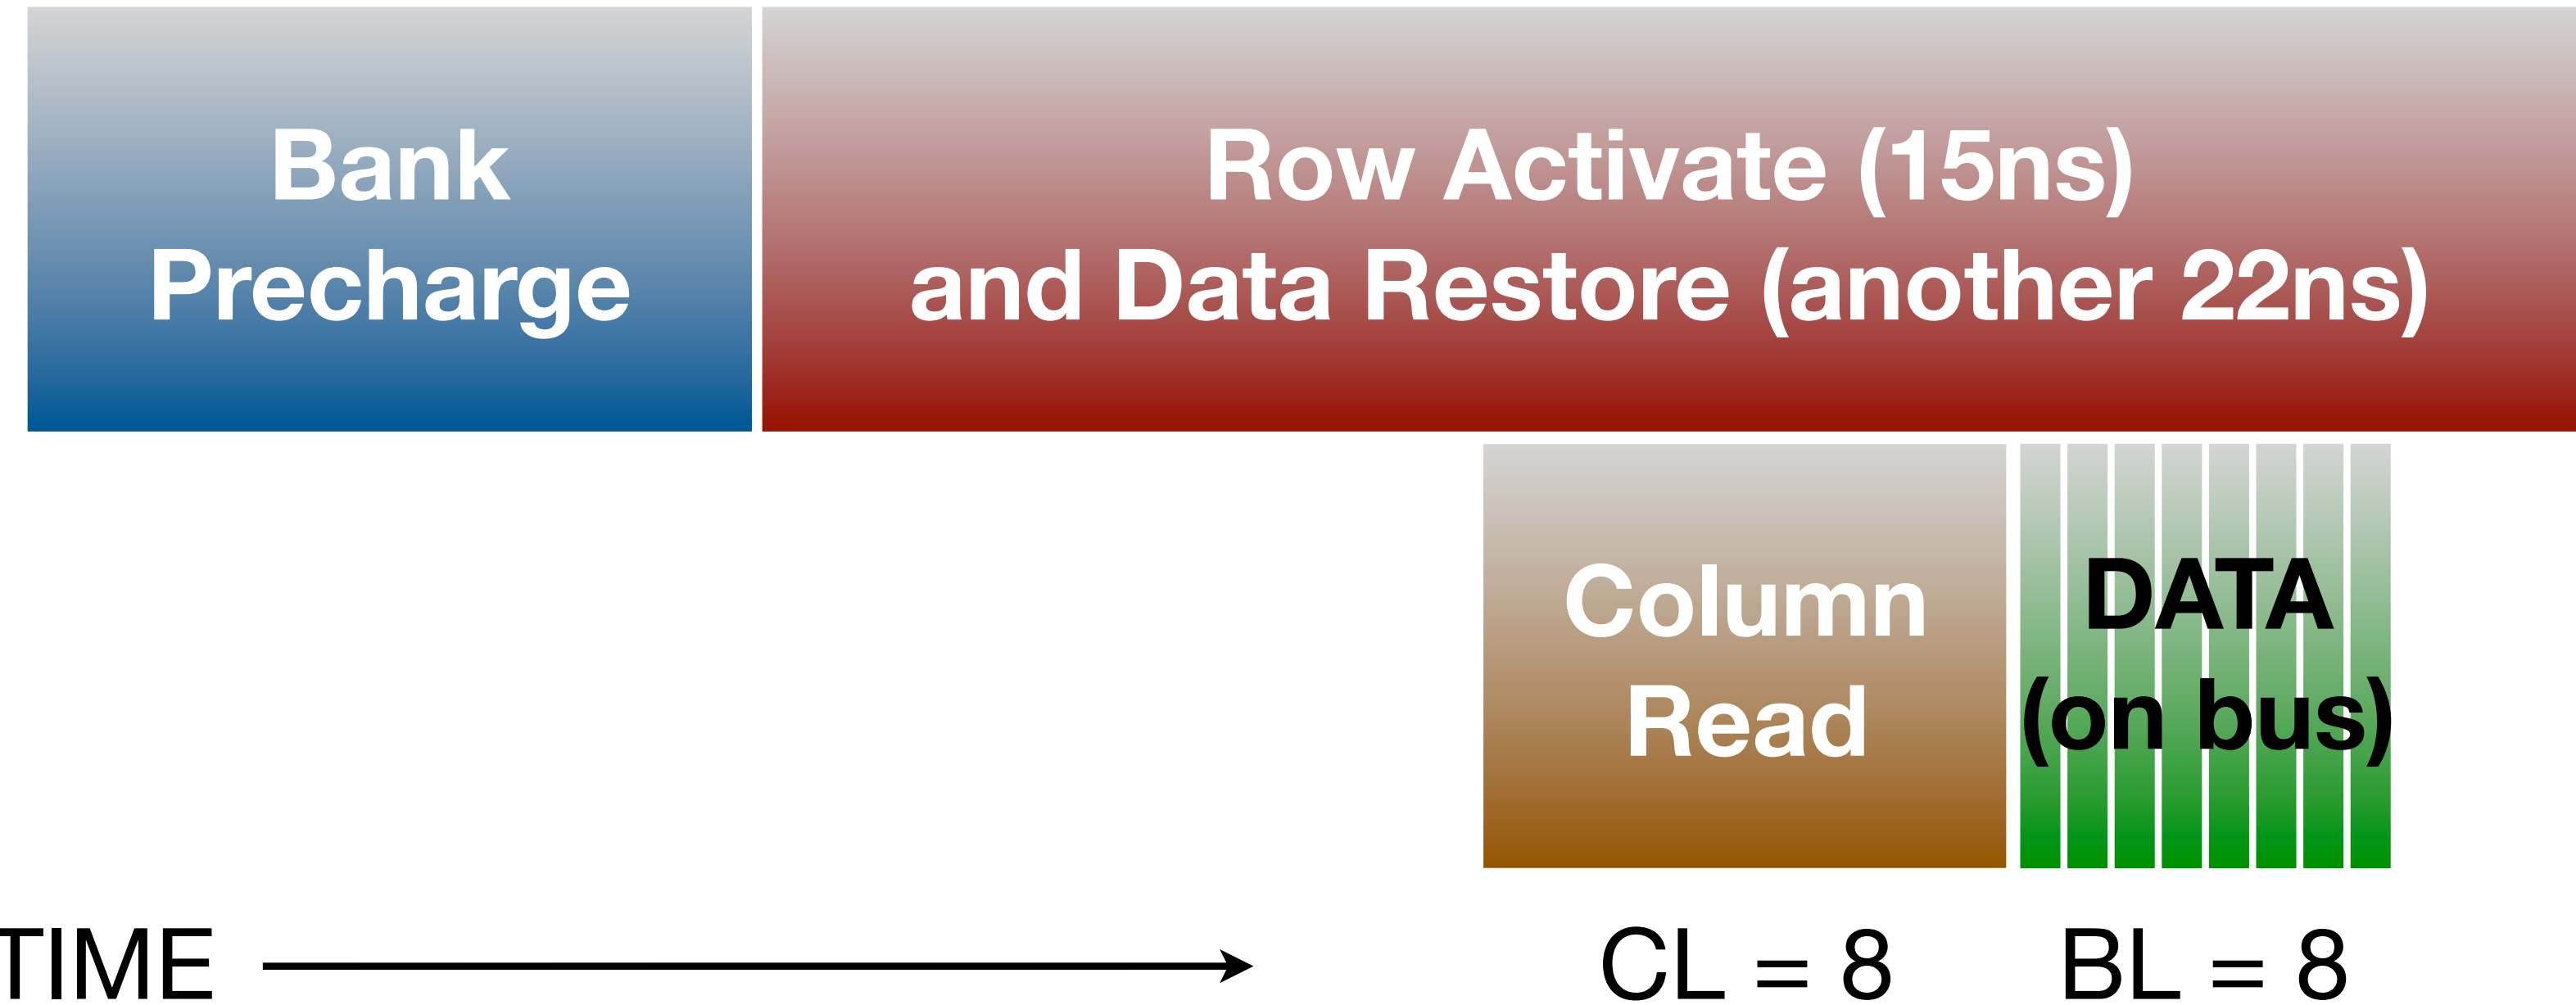 Bank
Precharge
Row Activate (15ns)
and Data Restore (another 22ns)
Column
Read
DATA
(on bus)
TIME
CL = 8
BL = 8